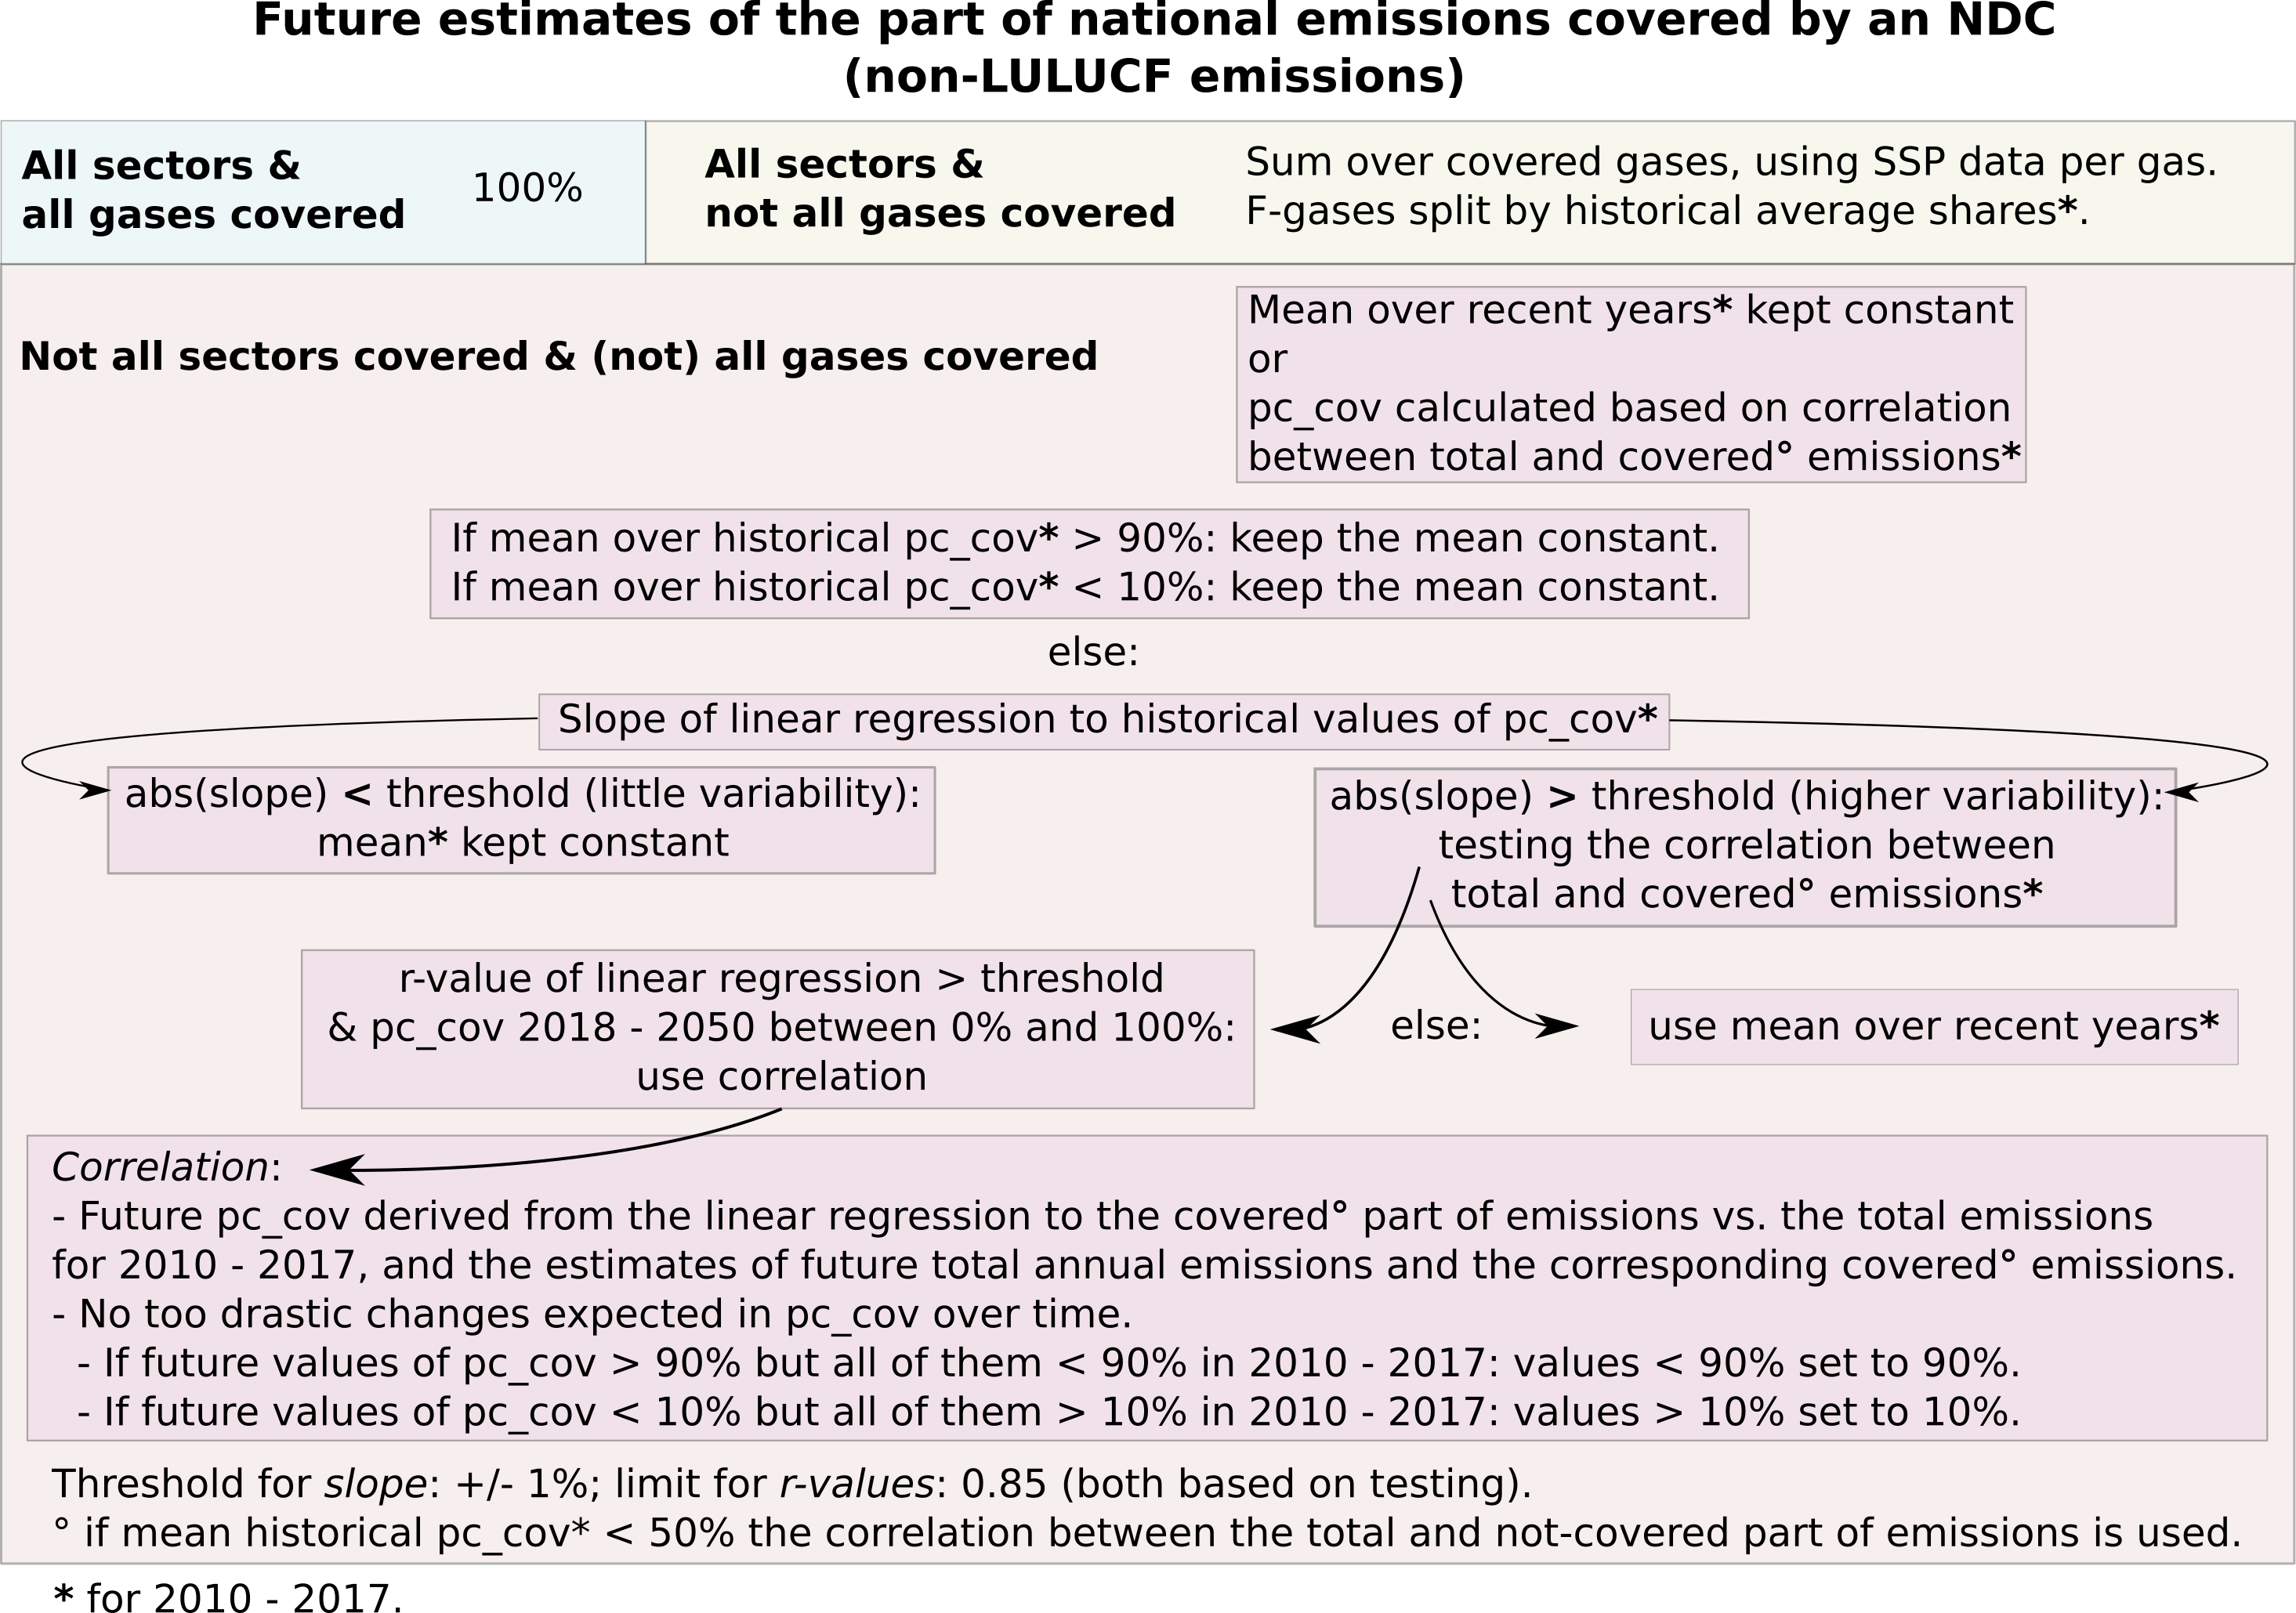 Future estimates of the part of national emissions covered by an NDC
(non-LULUCF emissions)
All sectors &
all gases covered
100%
All sectors &
not all gases covered
Sum over covered gases, using SSP data per gas.
F-gases split by historical average shares*.
Not all sectors covered & (not) all gases covered
Mean over recent years* kept constant
or
pc_cov calculated based on correlation
between total and covered° emissions*
If mean over historical pc_cov* > 90%: keep the mean constant.
If mean over historical pc_cov* < 10%: keep the mean constant.
else:
Slope of linear regression to historical values of pc_cov*
abs(slope) < threshold (little variability):
mean* kept constant
abs(slope) > threshold (higher variability):
testing the correlation between
total and covered° emissions*
r-value of linear regression > threshold
& pc_cov 2018 - 2050 between 0% and 100%:
use correlation
else:
use mean over recent years*
Correlation:
- Future pc_cov derived from the linear regression to the covered° part of emissions vs. the total emissions
for 2010 - 2017, and the estimates of future total annual emissions and the corresponding covered° emissions.
- No too drastic changes expected in pc_cov over time.
- If future values of pc_cov > 90% but all of them < 90% in 2010 - 2017: values < 90% set to 90%.
- If future values of pc_cov < 10% but all of them > 10% in 2010 - 2017: values > 10% set to 10%.
Threshold for slope: +/- 1%; limit for r-values: 0.85 (both based on testing).
° if mean historical pc_cov* < 50% the correlation between the total and not-covered part of emissions is used.
* for 2010 - 2017.